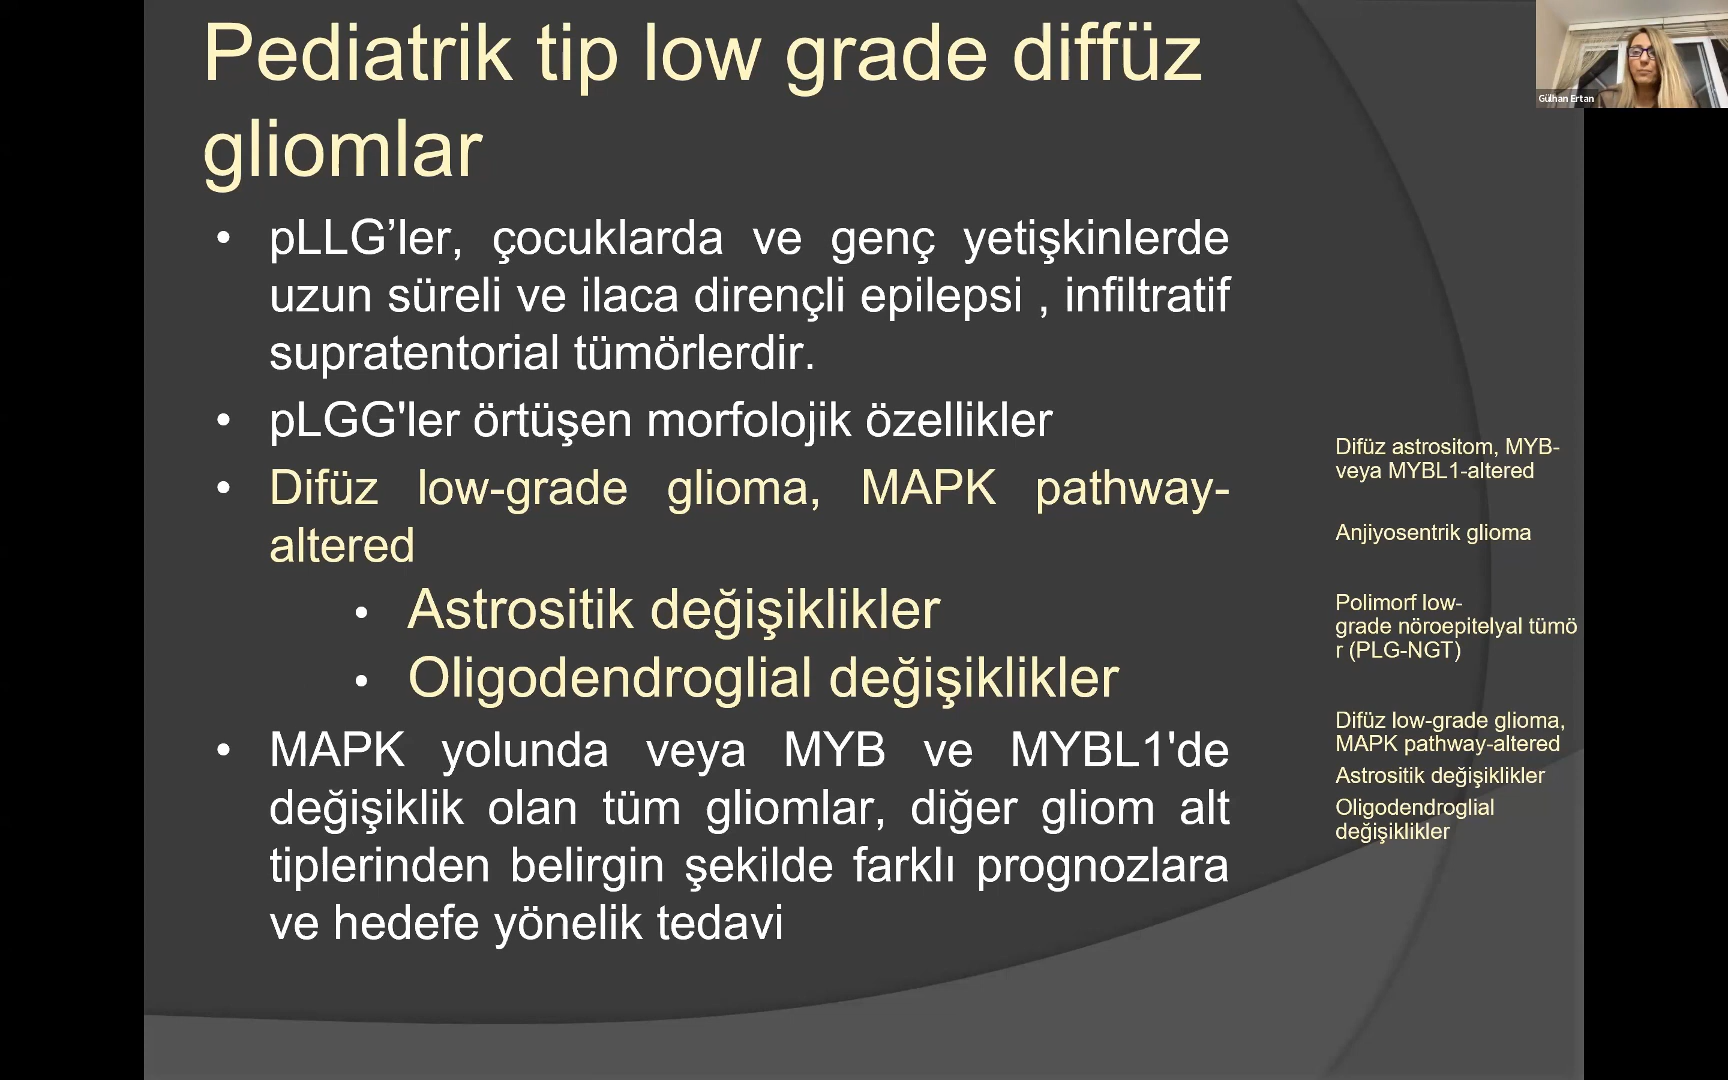 Pediatrik tip low grade diffüz
gliomlar
• pLLG’ler, çocuklarda ve genç yetişkinlerde
uzun süreli ve ilaca dirençli epilepsi , infiltratif
supratentorial tümörlerdir.
• pLGG'ler örtüşen morfolojik özellikler
• Difüz low-grade glioma, MAPK pathway-
altered
• Astrositik değişiklikler
• Oligodendroglial değişiklikler
• MAPK yolunda veya MYB ve MYBL1'de
değişiklik olan tüm gliomlar, diğer gliom alt
tiplerinden belirgin şekilde farklı prognozlara
ve hedefe yönelik tedavi
Difüz astrositom, MYB-
veya MYBL1-altered
Anjiyosentrik glioma
Polimorf low-
grade nöroepitelyal tümö
r (PLG-NGT)
Difüz low-grade glioma,
MAPK pathway-altered
Astrositik değişiklikler
Oligodendroglial
değişiklikler
Gülhan Ertan